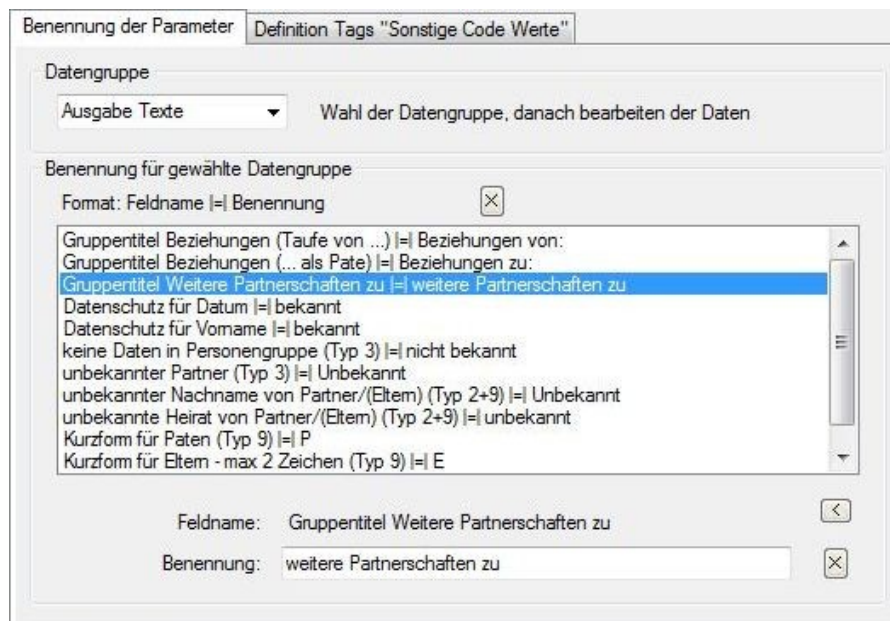 Benennung der Parameter
Definition Tags "Sonstige Code Werte"
Datengruppe
Ausgabe Texte
Wahl der Datengruppe, danach bearbeiten der Daten
Benennung für gewählte Datengruppe
Format: Feldname |=| Benennung
Gruppentitel Beziehungen (Taufe von ...) |=| Beziehungen von:
Gruppentitel Beziehungen (... als Pate) |=| Beziehungen zu:
Gruppentitel Weitere Partnerschaften zu |=| weitere Partnerschaften zu
Datenschutz für Datum |=| bekannt
Datenschutz für Vorname |=| bekannt
keine Daten in Personengruppe (Typ 3) |=| nicht bekannt
unbekannter Partner (Typ 3) |=| Unbekannt
unbekannter Nachname von Partner/(Eltern) (Typ 2+9) |=| Unbekannt
unbekannte Heirat von Partner/(Eltern) (Typ 2+9) |=| unbekannt
Kurzform für Paten (Typ 9) |=| P
Kurzform für Eltern - max 2 Zeichen (Typ 9) |=| E
Feldname: Gruppentitel Weitere Partnerschaften zu
Benennung: weitere Partnerschaften zu